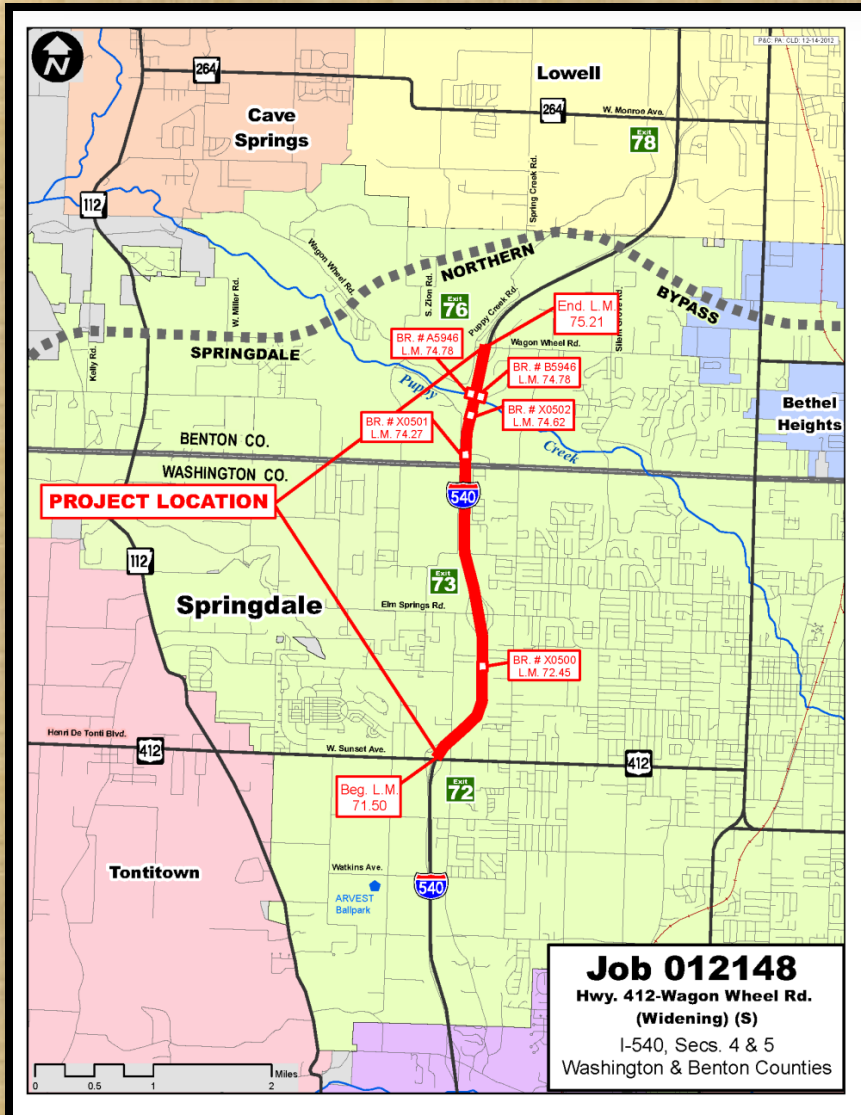 P&C: PA: CLD: 12-14-2012
N
264
Lowell
Cave
Springs
264
W. Monroe Ave.
Exit
78
Spring Creek Rd.
112
Wagon Wheel Rd.
S. Zion Rd.
NORTHERN
W. Miller Rd.
Exit
76
Puppy Creek Rd.
End. L.M.
75.21
BYPASS
Kelly Rd.
SPRINGDALE
BR. # A5946
L.M. 74.78
Wagon Wheel Rd.
BR. # B5946
L.M. 74.78
Puppy
Creek
BR. # X0501
L.M. 74.27
BR. # X0502
L.M. 74.62
Bethel
Heights
BENTON CO.
WASHINGTON CO.
PROJECT LOCATION
540
112
Exit
73
Springdale
Elm Springs Rd.
BR. # X0500
L.M. 72.45
Henri De Tonti Blvd.
412
W. Sunset Ave.
412
Beg. L.M.
71.50
Exit
72
Tontitown
Watkins Ave.
540
ARVEST
Ballpark
Job 012148
Hwy. 412-Wagon Wheel Rd.
(Widening) (S)
I-540, Secs. 4 & 5
Washington & Benton Counties
Miles
0 0.5 1 2